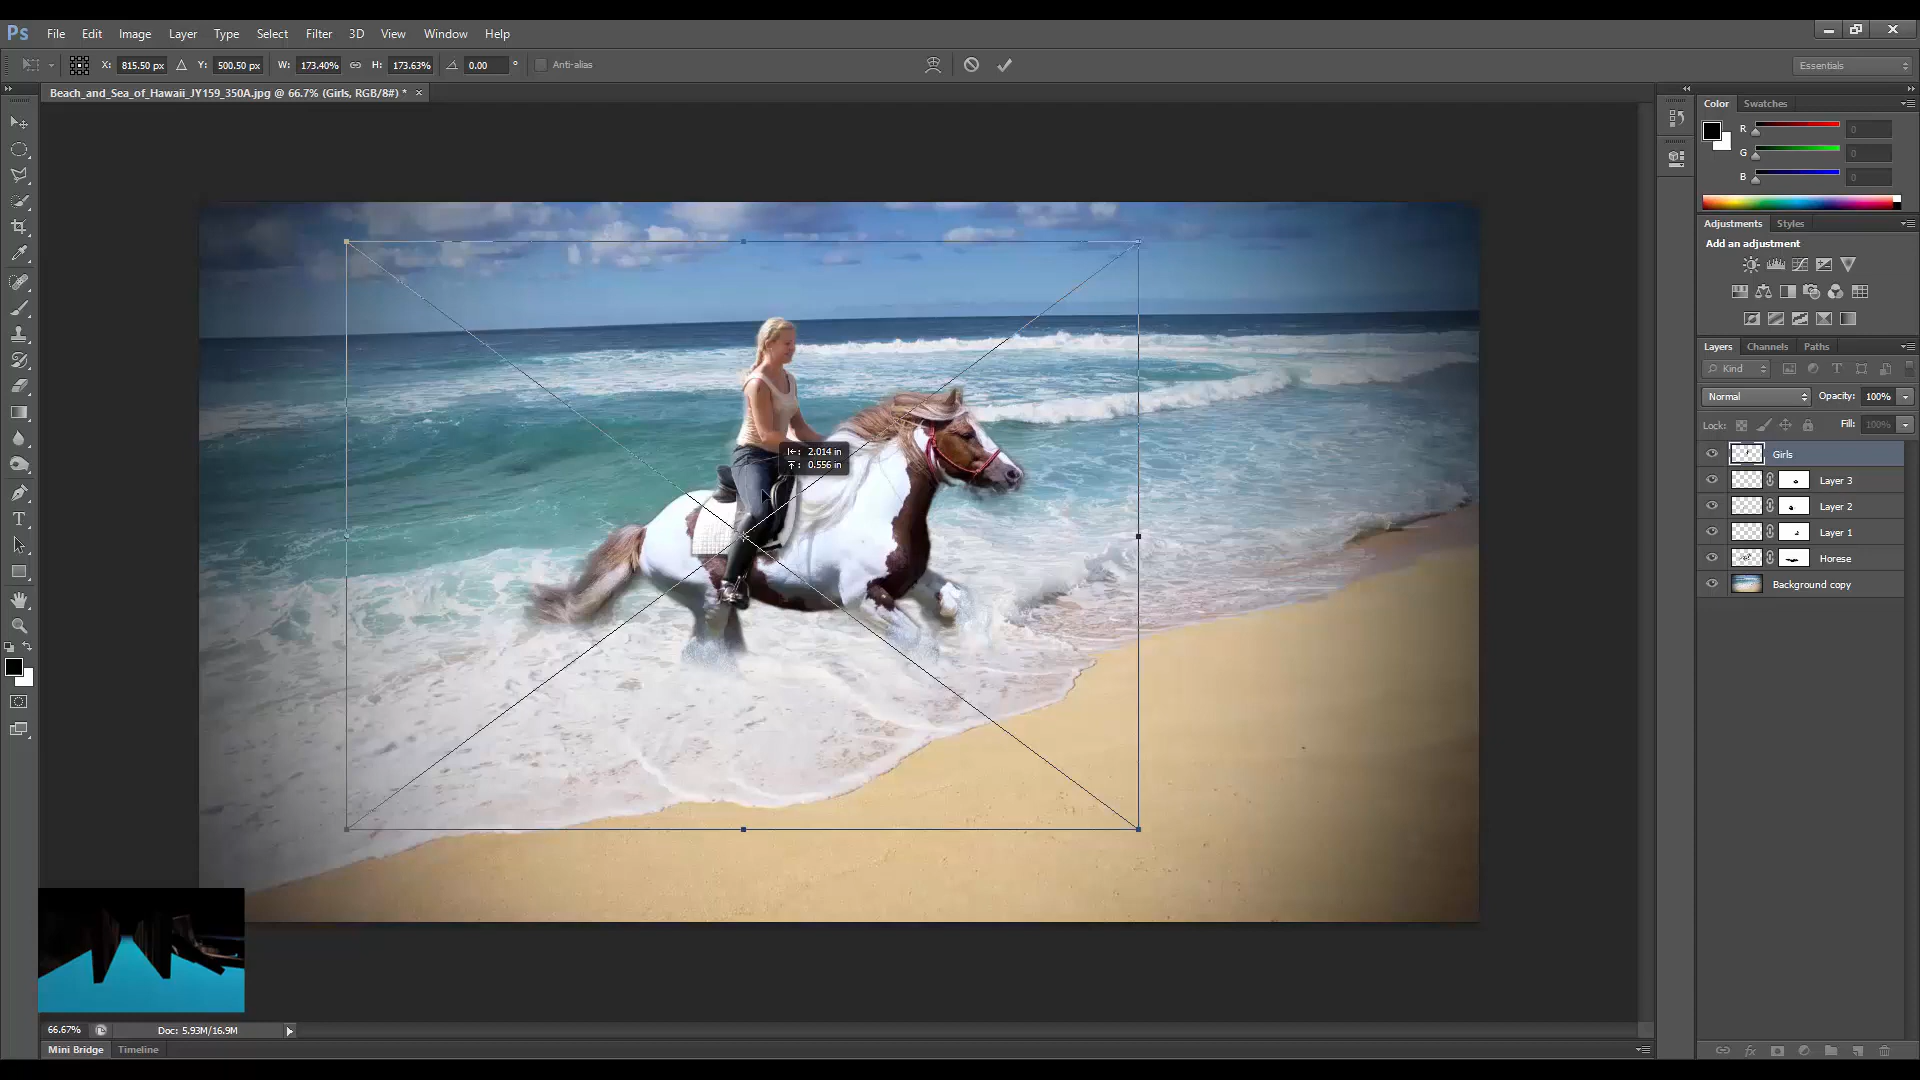 Ps File Edit Image Layer Type Select Filter 3D View Window Help
X: 815.50 px Y: 500.50 px W: 173.40% H: 173.63% 0.00 ° Anti-alias Essentials
Beach_and_Sea_of_Hawaii_JY159_350A.jpg @ 66.7% (Girls, RGB/8#) * ×
Color Swatches
R 0
G 0
B 0
Adjustments Styles
Add an adjustment
Layers Channels Paths
Kind
Normal Opacity: 100%
Lock: Fill: 100%
Girls
Layer 3
Layer 2
Layer 1
Horese
Background copy
2.014 in
0.556 in
66.67% Doc: 5.93M/16.9M
Mini Bridge Timeline